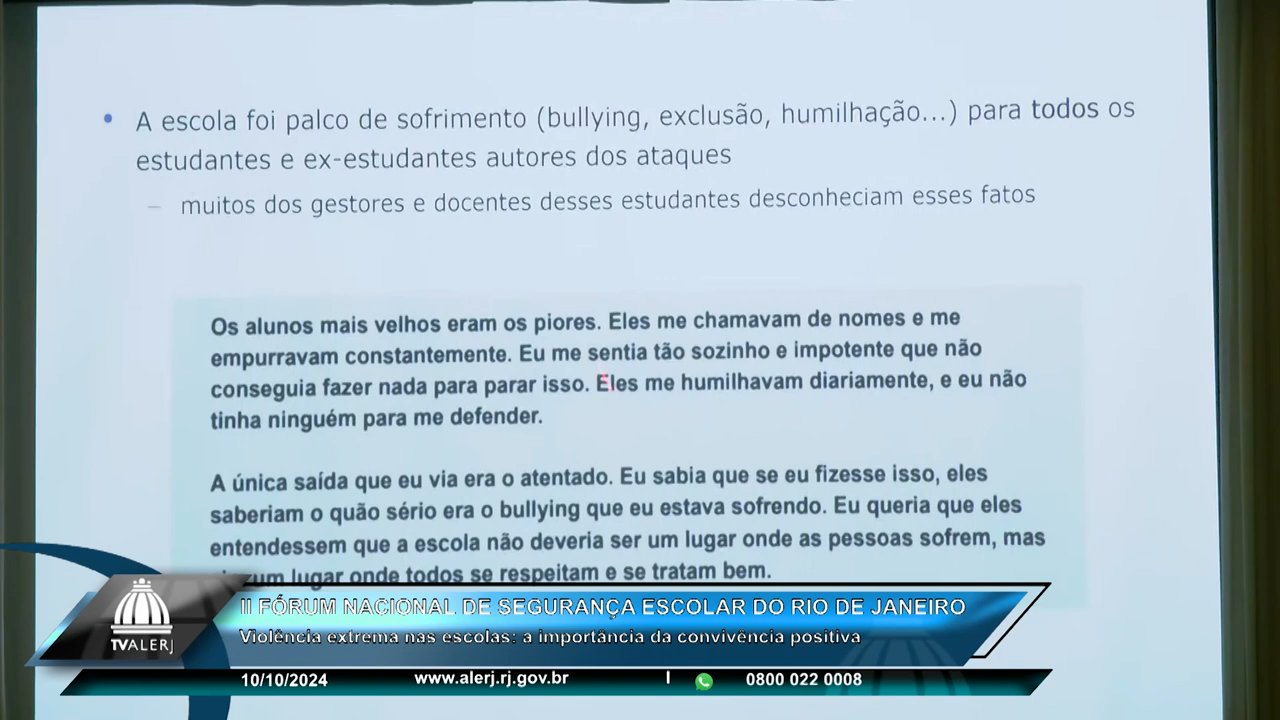 • A escola foi palco de sofrimento (bullying, exclusão, humilhação...) para todos os
estudantes e ex-estudantes autores dos ataques
– muitos dos gestores e docentes desses estudantes desconheciam esses fatos
Os alunos mais velhos eram os piores. Eles me chamavam de nomes e me
empurravam constantemente. Eu me sentia tão sozinho e impotente que não
conseguia fazer nada para parar isso. Eles me humilhavam diariamente, e eu não
tinha ninguém para me defender.
A única saída que eu via era o atentado. Eu sabia que se eu fizesse isso, eles
saberiam o quão sério era o bullying que eu estava sofrendo. Eu queria que eles
entendessem que a escola não deveria ser um lugar onde as pessoas sofrem, mas
um lugar onde todos se respeitam e se tratam bem.
II FÓRUM NACIONAL DE SEGURANÇA ESCOLAR DO RIO DE JANEIRO
Violência extrema nas escolas: a importância da convivência positiva
TVALERJ
10/10/2024 www.alerj.rj.gov.br | 0800 022 0008